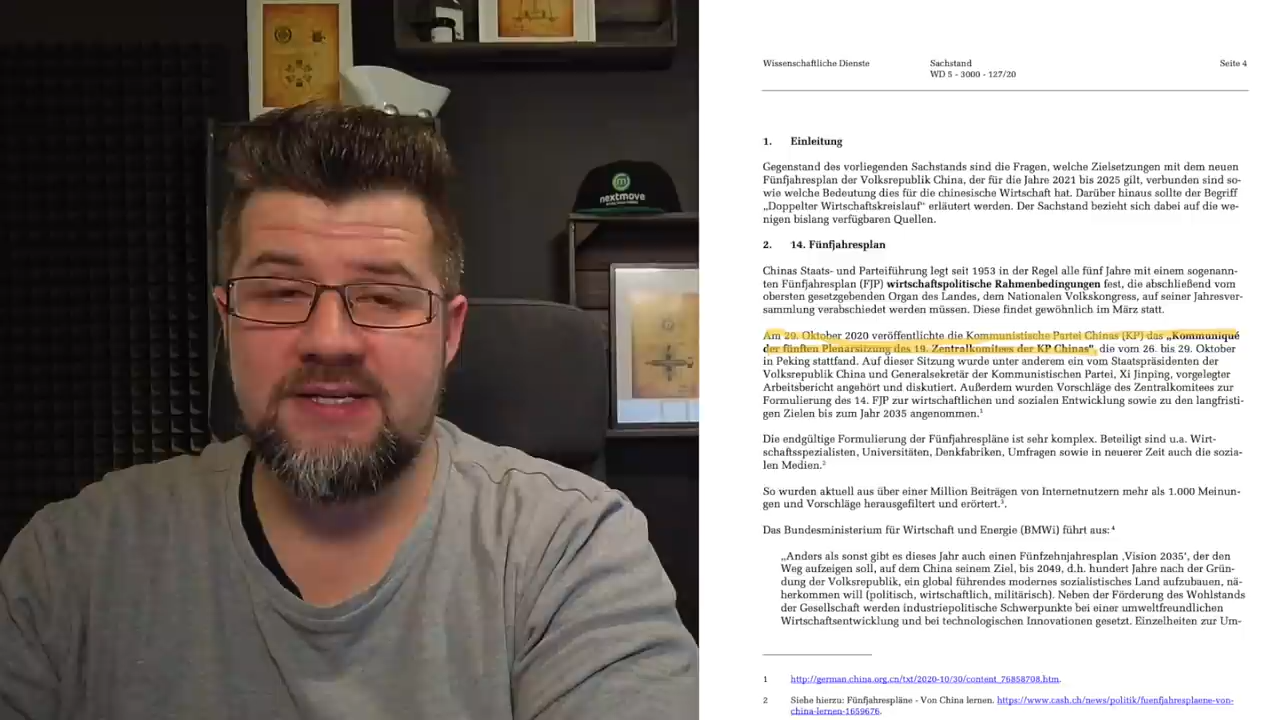 nextmove
Wissenschaftliche Dienste
Sachstand
WD 5 - 3000 - 127/20
Seite 4
1. Einleitung
Gegenstand des vorliegenden Sachstands sind die Fragen, welche Zielsetzungen mit dem neuen
Fünfjahresplan der Volksrepublik China, der für die Jahre 2021 bis 2025 gilt, verbunden sind so-
wie welche Bedeutung dies für die chinesische Wirtschaft hat. Darüber hinaus sollte der Begriff
„Doppelter Wirtschaftskreislauf“ erläutert werden. Der Sachstand bezieht sich dabei auf die we-
nigen bislang verfügbaren Quellen.
2. 14. Fünfjahresplan
Chinas Staats- und Parteiführung legt seit 1953 in der Regel alle fünf Jahre mit einem sogenann-
ten Fünfjahresplan (FJP) wirtschaftspolitische Rahmenbedingungen fest, die abschließend vom
obersten gesetzgebenden Organ des Landes, dem Nationalen Volkskongress, auf seiner Jahresver-
sammlung verabschiedet werden müssen. Diese findet gewöhnlich im März statt.
Am 29. Oktober 2020 veröffentlichte die Kommunistische Partei Chinas (KP) das „Kommuniqué
der fünften Plenarsitzung des 19. Zentralkomitees der KP Chinas“, die vom 26. bis 29. Oktober
in Peking stattfand. Auf dieser Sitzung wurde unter anderem ein vom Staatspräsidenten der
Volksrepublik China und Generalsekretär der Kommunistischen Partei, Xi Jinping, vorgelegter
Arbeitsbericht angehört und diskutiert. Außerdem wurden Vorschläge des Zentralkomitees zur
Formulierung des 14. FJP zur wirtschaftlichen und sozialen Entwicklung sowie zu den langfristi-
gen Zielen bis zum Jahr 2035 angenommen.1
Die endgültige Formulierung der Fünfjahrespläne ist sehr komplex. Beteiligt sind u.a. Wirt-
schaftsspezialisten, Universitäten, Denkfabriken, Umfragen sowie in neuerer Zeit auch die sozia-
len Medien.2
So wurden aktuell aus über einer Million Beiträgen von Internetnutzern mehr als 1.000 Meinun-
gen und Vorschläge herausgefiltert und erörtert.3.
Das Bundesministerium für Wirtschaft und Energie (BMWi) führt aus:4
„Anders als sonst gibt es dieses Jahr auch einen Fünfzehnjahresplan ‚Vision 2035‘, der den
Weg aufzeigen soll, auf dem China seinem Ziel, bis 2049, d.h. hundert Jahre nach der Grün-
dung der Volksrepublik, ein global führendes modernes sozialistisches Land aufzubauen, nä-
herkommen will (politisch, wirtschaftlich, militärisch). Neben der Förderung des Wohlstands
der Gesellschaft werden industriepolitische Schwerpunkte bei einer umweltfreundlichen
Wirtschaftsentwicklung und bei technologischen Innovationen gesetzt. Einzelheiten zur Um-
1 http://german.china.org.cn/txt/2020-10/30/content_76858708.htm.
2 Siehe hierzu: Fünfjahrespläne - Von China lernen. https://www.cash.ch/news/politik/fuenfjahresplaene-von-
china-lernen-1659676.